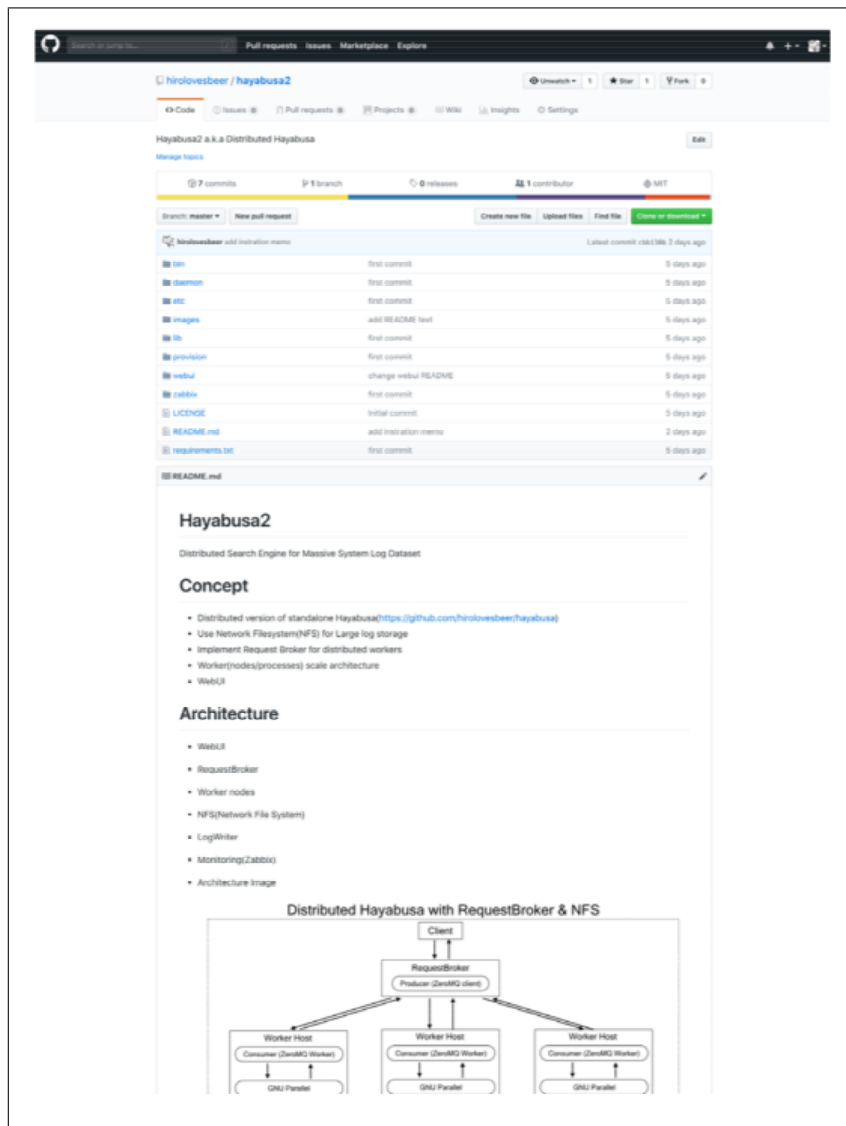 Search or jump to...
Pull requests Issues Marketplace Explore
hirolovesbeer / hayabusa2
Unwatch 1 Star 1 Fork 0
Code Issues 0 Pull requests 0 Projects 0 Wiki Insights Settings
Hayabusa2 a.k.a Distributed Hayabusa
Edit
Manage topics
7 commits 1 branch 0 releases 1 contributor MIT
Branch: master New pull request Create new file Upload files Find file Clone or download
hirolovesbeer add instration memo Latest commit 2 days ago
bin first commit 5 days ago
daemon first commit 5 days ago
etc first commit 5 days ago
images add README text 5 days ago
lib first commit 5 days ago
provision first commit 5 days ago
webui change webui README 5 days ago
zabbix first commit 5 days ago
LICENSE Initial commit 5 days ago
README.md add instration memo 2 days ago
requirements.txt first commit 5 days ago
README.md
Hayabusa2
Distributed Search Engine for Massive System Log Dataset
Concept
• Distributed version of standalone Hayabusa(https://github.com/hirolovesbeer/hayabusa)
• Use Network Filesystem(NFS) for Large log storage
• Implement Request Broker for distributed workers
• Worker(nodes/processes) scale architecture
• WebUI
Architecture
• WebUI
• RequestBroker
• Worker nodes
• NFS(Network File System)
• LogWriter
• Monitoring(Zabbix)
• Architecture Image
Distributed Hayabusa with RequestBroker & NFS
Client
RequestBroker
Producer (ZeroMQ client)
Worker Host Worker Host Worker Host
Consumer (ZeroMQ Worker) Consumer (ZeroMQ Worker) Consumer (ZeroMQ Worker)
GNU Parallel GNU Parallel GNU Parallel